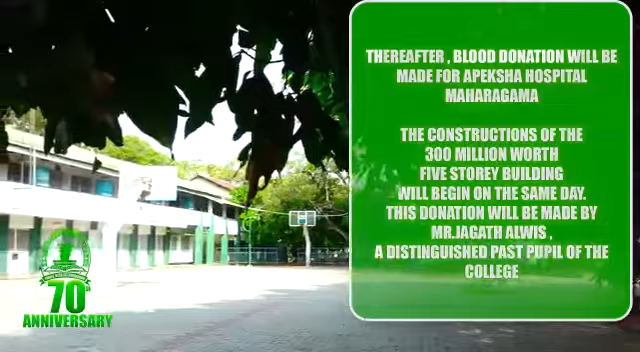 THEREAFTER , BLOOD DONATION WILL BE
MADE FOR APEKSHA HOSPITAL
MAHARAGAMA
THE CONSTRUCTIONS OF THE
300 MILLION WORTH
FIVE STOREY BUILDING
WILL BEGIN ON THE SAME DAY.
THIS DONATION WILL BE MADE BY
MR.JAGATH ALWIS ,
A DISTINGUISHED PAST PUPIL OF THE
COLLEGE
70
ANNIVERSARY